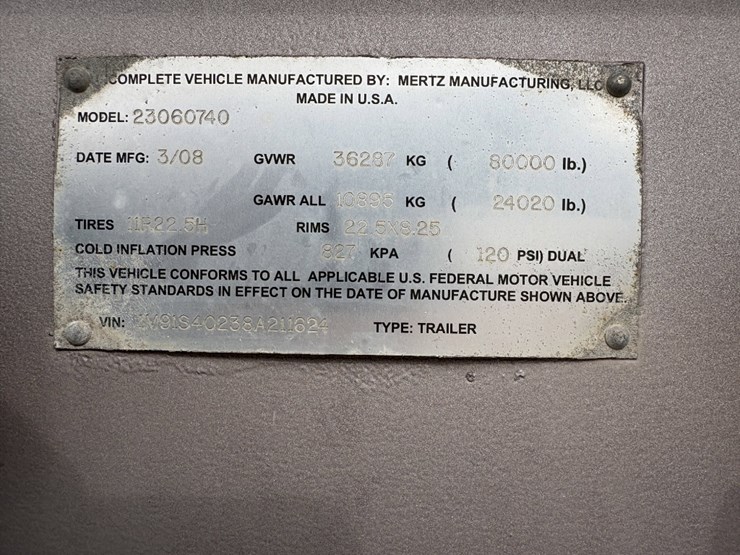 COMPLETE VEHICLE MANUFACTURED BY: MERTZ MANUFACTURING, LLC
MADE IN U.S.A.
MODEL: 23060740
DATE MFG: 3/08 GVWR 36287 KG ( 80000 lb.)
GAWR ALL 10895 KG ( 24020 lb.)
TIRES 11R22.5H RIMS 22.5X8.25
COLD INFLATION PRESS 827 KPA ( 120 PSI) DUAL
THIS VEHICLE CONFORMS TO ALL APPLICABLE U.S. FEDERAL MOTOR VEHICLE
SAFETY STANDARDS IN EFFECT ON THE DATE OF MANUFACTURE SHOWN ABOVE.
VIN: TYPE: TRAILER